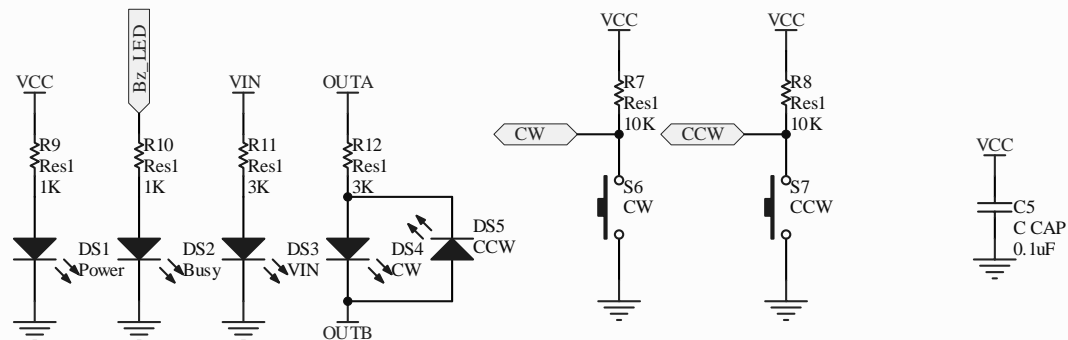 VCC
R9
Res1
1K
DS1
Power
Bz_LED
R10
Res1
1K
DS2
Busy
VIN
R11
Res1
3K
DS3
VIN
OUTA
R12
Res1
3K
DS4
CW
DS5
CCW
OUTB
VCC
R7
Res1
10K
CW
S6
CW
VCC
R8
Res1
10K
CCW
S7
CCW
VCC
C5
C CAP
0.1uF